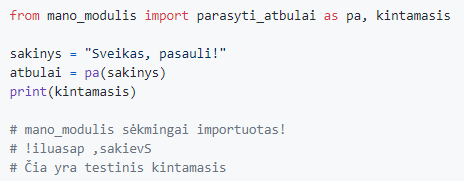 from mano_modulis import parasyti_atbulai as pa, kintamasis
sakinys = "Sveikas, pasauli!"
atbulai = pa(sakinys)
print(kintamasis)
# mano_modulis sėkmingai importuotas!
# !iluasap ,sakievS
# Čia yra testinis kintamasis